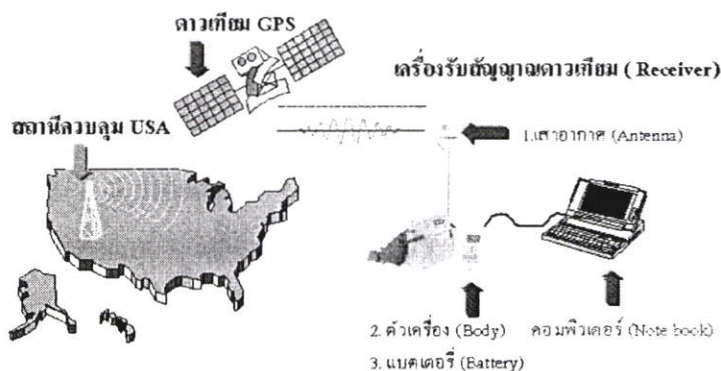 ดาวเทียม GPS
เครื่องรับสัญญาณดาวเทียม ( Receiver)
สถานีควบคุม USA
1.เสาอากาศ (Antenna)
2. ตัวเครื่อง (Body)
คอมพิวเตอร์ (Note book)
3. แบตเตอรี่ (Battery)